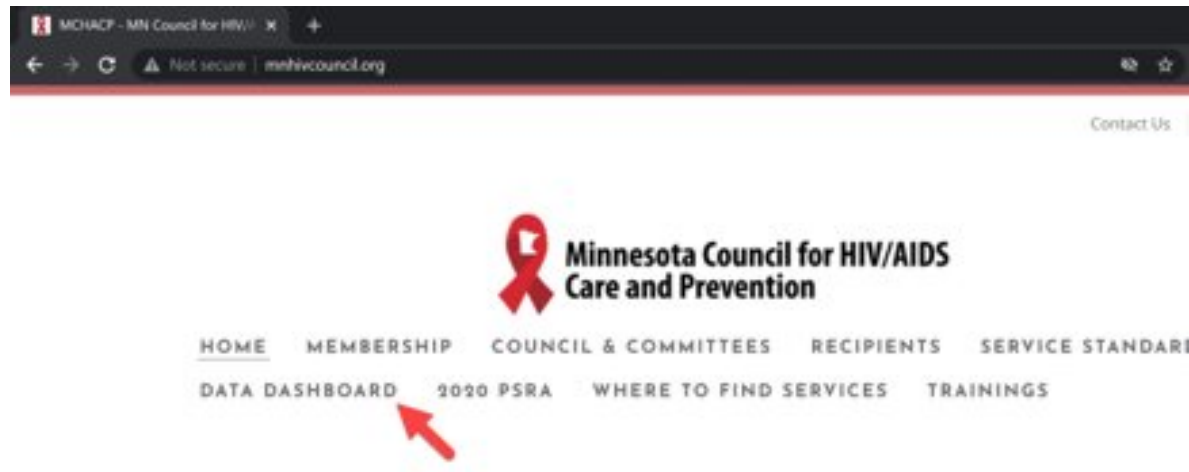 MCHACP - MN Council for HIV/
Not secure | mnhivcouncil.org
Contact Us
Minnesota Council for HIV/AIDS
Care and Prevention
HOME MEMBERSHIP COUNCIL & COMMITTEES RECIPIENTS SERVICE STANDAR
DATA DASHBOARD 2020 PSRA WHERE TO FIND SERVICES TRAININGS